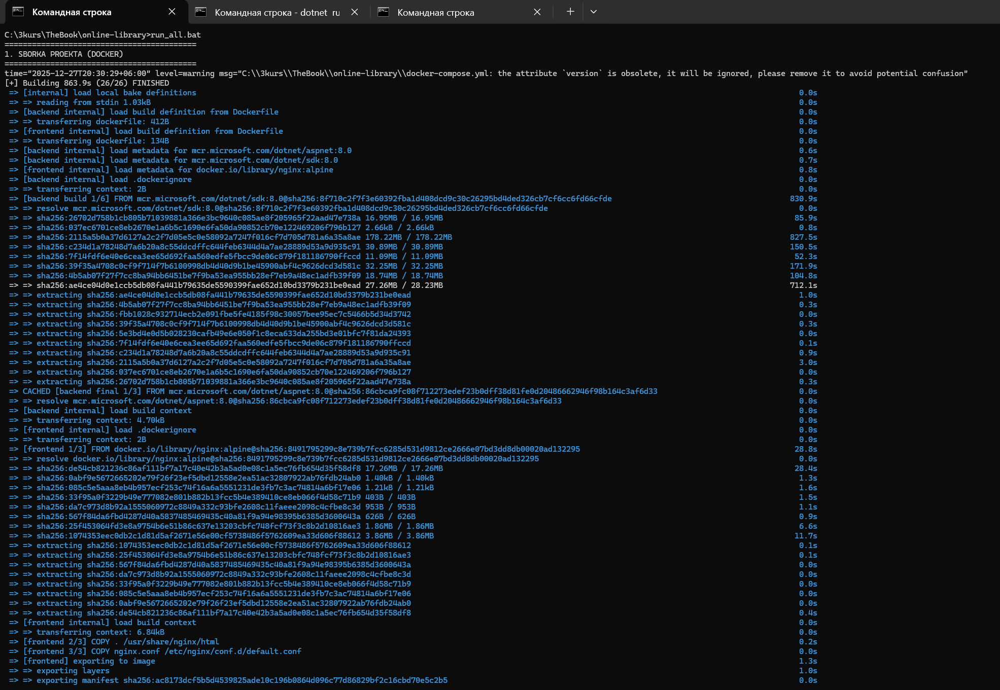 Командная строка
Командная строка - dotnet ru
Командная строка
C:\3kurs\TheBook\online-library>run_all.bat
==========================================
1. SBORKA PROEKTA (DOCKER)
==========================================
time="2025-12-27T20:30:29+06:00" level=warning msg="C:\\3kurs\\TheBook\\online-library\\docker-compose.yml: the attribute `version` is obsolete, it will be ignored, please remove it to avoid potential confusion"
[+] Building 863.9s (26/26) FINISHED
=> [internal] load local bake definitions 0.0s
=> => reading from stdin 1.03kB 0.0s
=> [backend internal] load build definition from Dockerfile 0.0s
=> => transferring dockerfile: 412B 0.0s
=> [frontend internal] load build definition from Dockerfile 0.0s
=> => transferring dockerfile: 134B 0.0s
=> [backend internal] load metadata for mcr.microsoft.com/dotnet/aspnet:8.0 0.6s
=> [backend internal] load metadata for mcr.microsoft.com/dotnet/sdk:8.0 0.7s
=> [frontend internal] load metadata for docker.io/library/nginx:alpine 0.8s
=> [backend internal] load .dockerignore 0.0s
=> => transferring context: 2B 0.0s
=> [backend build 1/6] FROM mcr.microsoft.com/dotnet/sdk:8.0@sha256:8f710c2f7f3e60392fba1d408dcd9c30c26295bd4ded326cb7cf6cc6fd66cfde 830.9s
=> => resolve mcr.microsoft.com/dotnet/sdk:8.0@sha256:8f710c2f7f3e60392fba1d408dcd9c30c26295bd4ded326cb7cf6cc6fd66cfde 0.0s
=> => sha256:26702d758b1cb805b71039881a366e3bc9640c085ae8f205965f22aad47e738a 16.95MB / 16.95MB 85.9s
=> => sha256:037ec6701ce8eb2670e1a6b5c1690e6fa50da90852cb70e122469206f796b127 2.66kB / 2.66kB 0.8s
=> => sha256:2115a5b0a37d6127a2c2f7d05e5c0e58092a7247f016cf7d705d781a6a35a8ae 178.22MB / 178.22MB 827.5s
=> => sha256:c234d1a78248d7a6b20a8c55ddcdffc644feb6344d4a7ae28889d53a9d935c91 30.89MB / 30.89MB 150.5s
=> => sha256:7f14fdf6e40e6cea3ee65d692faa560edfe5fbcc9de06c879f181186790ffccd 11.09MB / 11.09MB 52.3s
=> => sha256:39f35a4708c0cf9f714f7b6100998db4d40d9b1be45900abf4c9626dcd3d581c 32.25MB / 32.25MB 171.9s
=> => sha256:4b5ab07f27f7cc8ba94bb6451be7f9ba53ea955bb28ef7eb9a48ec1adfb39f09 18.74MB / 18.74MB 104.8s
=> => sha256:ae4ce04d0e1ccb5db08fa441b79635de5590399fae652d10bd3379b231be0ead 27.26MB / 28.23MB 712.1s
=> => extracting sha256:ae4ce04d0e1ccb5db08fa441b79635de5590399fae652d10bd3379b231be0ead 1.0s
=> => extracting sha256:4b5ab07f27f7cc8ba94bb6451be7f9ba53ea955bb28ef7eb9a48ec1adfb39f09 0.3s
=> => extracting sha256:fbb1028c932714ecb2e091fbe5fe4185f98c30057bee95ec7c5466b5d34d3742 0.0s
=> => extracting sha256:39f35a4708c0cf9f714f7b6100998db4d40d9b1be45900abf4c9626dcd3d581c 0.3s
=> => extracting sha256:5e3bd4e0d5b028230cafb49e6e050f1c8eca633da255bd3e01bfc7f81da24393 0.0s
=> => extracting sha256:7f14fdf6e40e6cea3ee65d692faa560edfe5fbcc9de06c879f181186790ffccd 0.1s
=> => extracting sha256:c234d1a78248d7a6b20a8c55ddcdffc644feb6344d4a7ae28889d53a9d935c91 0.9s
=> => extracting sha256:2115a5b0a37d6127a2c2f7d05e5c0e58092a7247f016cf7d705d781a6a35a8ae 3.0s
=> => extracting sha256:037ec6701ce8eb2670e1a6b5c1690e6fa50da90852cb70e122469206f796b127 0.0s
=> => extracting sha256:26702d758b1cb805b71039881a366e3bc9640c085ae8f205965f22aad47e738a 0.3s
=> CACHED [backend final 1/3] FROM mcr.microsoft.com/dotnet/aspnet:8.0@sha256:86cbca9fc08f712273edef23b0dff38d81fe0d20486662946f98b164c3af6d33 0.0s
=> => resolve mcr.microsoft.com/dotnet/aspnet:8.0@sha256:86cbca9fc08f712273edef23b0dff38d81fe0d20486662946f98b164c3af6d33 0.0s
=> [backend internal] load build context 0.0s
=> => transferring context: 4.70kB 0.0s
=> [frontend internal] load .dockerignore 0.0s
=> => transferring context: 2B 0.0s
=> [frontend 1/3] FROM docker.io/library/nginx:alpine@sha256:8491795299c8e739b7fcc6285d531d9812ce2666e07bd3dd8db00020ad132295 28.8s
=> => resolve docker.io/library/nginx:alpine@sha256:8491795299c8e739b7fcc6285d531d9812ce2666e07bd3dd8db00020ad132295 0.0s
=> => sha256:de54cb821236c86af111bf7a17c40e42b3a5ad0e08c1a5ec76fb654d35f58df8 17.26MB / 17.26MB 28.4s
=> => sha256:0abf9e5672665202e79f26f23ef5dbd12558e2ea51ac32807922ab76fdb24ab0 1.40kB / 1.40kB 1.3s
=> => sha256:085c5e5aaa8eb4b957ecf253c74f16a6a5551231de3fb7c3ac74814a6bf17e06 1.21kB / 1.21kB 1.6s
=> => sha256:33f95a0f3229b49e777082e801b882b13fcc5b4e389410ce8eb066f4d58c71b9 403B / 403B 1.5s
=> => sha256:da7c973d8b92a1555060972c8849a332c93bfe2608c11faeee2098c4cfbe8c3d 953B / 953B 1.1s
=> => sha256:567f84da6fbd4287d40a5837485469435c40a81f9a94e98395b6385d3600643a 626B / 626B 0.9s
=> => sha256:25f453064fd3e8a9754b6e51b86c637e13203cbfc748fcf73f3c8b2d10816ae3 1.86MB / 1.86MB 6.6s
=> => sha256:1074353eec0db2c1d81d5af2671e56e00cf5738486f5762609ea33d606f88612 3.86MB / 3.86MB 11.7s
=> => extracting sha256:1074353eec0db2c1d81d5af2671e56e00cf5738486f5762609ea33d606f88612 0.1s
=> => extracting sha256:25f453064fd3e8a9754b6e51b86c637e13203cbfc748fcf73f3c8b2d10816ae3 0.1s
=> => extracting sha256:567f84da6fbd4287d40a5837485469435c40a81f9a94e98395b6385d3600643a 0.0s
=> => extracting sha256:da7c973d8b92a1555060972c8849a332c93bfe2608c11faeee2098c4cfbe8c3d 0.0s
=> => extracting sha256:33f95a0f3229b49e777082e801b882b13fcc5b4e389410ce8eb066f4d58c71b9 0.0s
=> => extracting sha256:085c5e5aaa8eb4b957ecf253c74f16a6a5551231de3fb7c3ac74814a6bf17e06 0.0s
=> => extracting sha256:0abf9e5672665202e79f26f23ef5dbd12558e2ea51ac32807922ab76fdb24ab0 0.0s
=> => extracting sha256:de54cb821236c86af111bf7a17c40e42b3a5ad0e08c1a5ec76fb654d35f58df8 0.4s
=> [frontend internal] load build context 0.0s
=> => transferring context: 6.84kB 0.0s
=> [frontend 2/3] COPY . /usr/share/nginx/html 0.2s
=> [frontend 3/3] COPY nginx.conf /etc/nginx/conf.d/default.conf 0.0s
=> [frontend] exporting to image 1.3s
=> => exporting layers 1.0s
=> => exporting manifest sha256:ac8173dcf5b5d4539825ade10c196b0864d096c77d86829bf2c16cbd70e5c2b5 0.0s